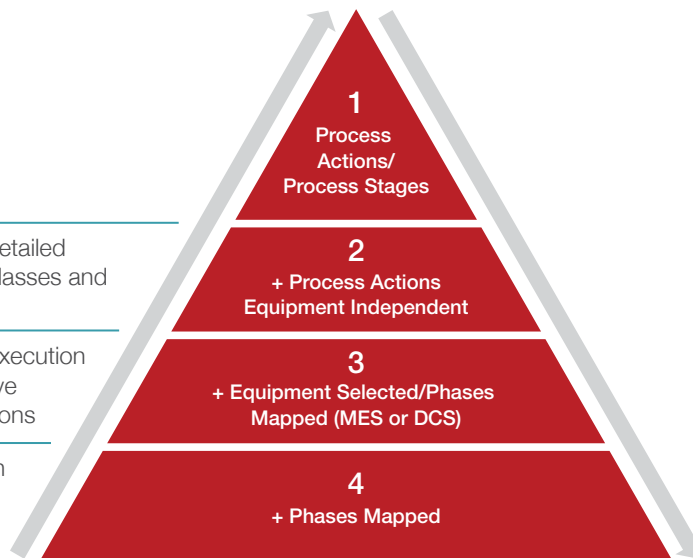 1
Process
Actions/
Process Stages
etailed
lasses and
2
+ Process Actions
Equipment Independent
xecution
ve
ons
3
+ Equipment Selected/Phases
Mapped (MES or DCS)
n
4
+ Phases Mapped